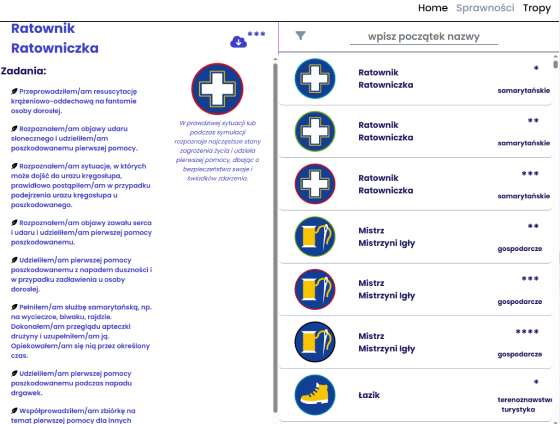 Home Sprawności Tropy
Ratownik
Ratowniczka
***
Zadania:
Przeprowadziłem/am resuscytację
krążeniowo-oddechową na fantomie
osoby dorosłej.
Rozpoznałem/am objawy udaru
słonecznego i udzieliłem/am
poszkodowanemu pierwszej pomocy.
Rozpoznałem/am sytuacje, w których
może dojść do urazu kręgosłupa,
prawidłowo postąpiłem/am w przypadku
podejrzenia urazu kręgosłupa u
poszkodowanego.
Rozpoznałem/am objawy zawału serca
i udaru i udzieliłem/am pierwszej pomocy
poszkodowanemu.
Udzieliłem/am pierwszej pomocy
poszkodowanemu z napadem duszności i
w przypadku zadławienia u osoby
dorosłej.
Pełniłem/am służbę samarytańską, np.
na wycieczce, biwaku, rajdzie.
Dokonałem/am przeglądu apteczki
drużyny i uzupełniłem/am ją.
Opiekowałem/am się nią przez określony
czas.
Udzieliłem/am pierwszej pomocy
poszkodowanemu podczas napadu
drgawek.
Współprowadziłem/am zbiórkę na
temat pierwszej pomocy dla innych
W prawdziwej sytuacji lub
podczas symulacji
rozpoznaje najczęstsze stany
zagrożenia życia i udziela
pierwszej pomocy, dbając o
bezpieczeństwo swoje i
świadków zdarzenia.
wpisz początek nazwy
Ratownik
Ratowniczka
*
samarytańskie
Ratownik
Ratowniczka
**
samarytańskie
Ratownik
Ratowniczka
***
samarytańskie
Mistrz
Mistrzyni Igły
**
gospodarcze
Mistrz
Mistrzyni Igły
***
gospodarcze
Mistrz
Mistrzyni Igły
****
gospodarcze
Łazik
*
terenoznawstwo
turystyka